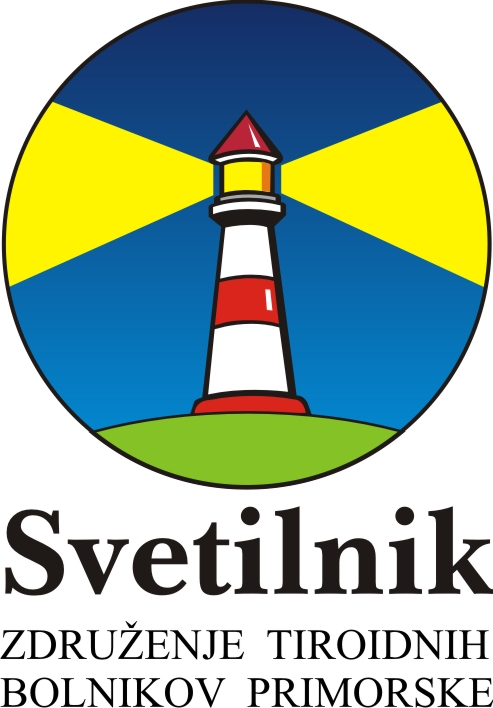 Svetilnik
ZDRUŽENJE TIROIDNIH
BOLNIKOV PRIMORSKE